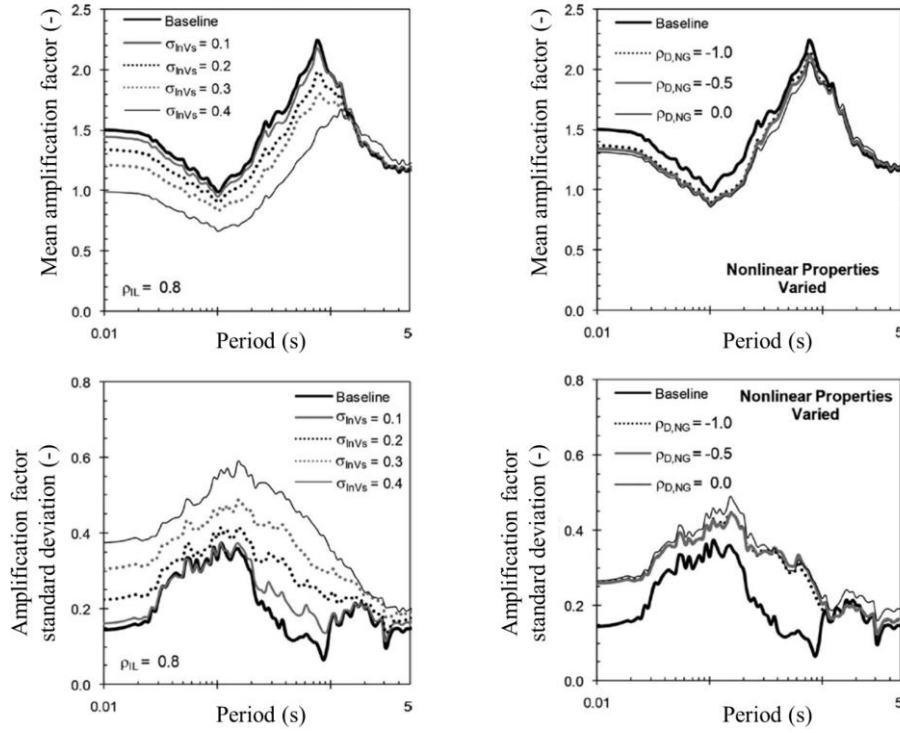 Mean amplification factor (-)
2.5
2.0
1.5
1.0
0.5
0.0
Baseline
σlnVs = 0.1
σlnVs = 0.2
σlnVs = 0.3
σlnVs = 0.4
ρIL = 0.8
0.01
5
Period (s)
Mean amplification factor (-)
2.5
2.0
1.5
1.0
0.5
0.0
Baseline
ρD,NG = -1.0
ρD,NG = -0.5
ρD,NG = 0.0
Nonlinear Properties
Varied
0.01
5
Period (s)
Amplification factor
standard deviation (-)
0.8
0.6
0.4
0.2
0.0
Baseline
σlnVs = 0.1
σlnVs = 0.2
σlnVs = 0.3
σlnVs = 0.4
ρIL = 0.8
0.01
5
Period (s)
Amplification factor
standard deviation (-)
0.8
0.6
0.4
0.2
0.0
Baseline
ρD,NG = -1.0
ρD,NG = -0.5
ρD,NG = 0.0
Nonlinear Properties
Varied
0.01
5
Period (s)